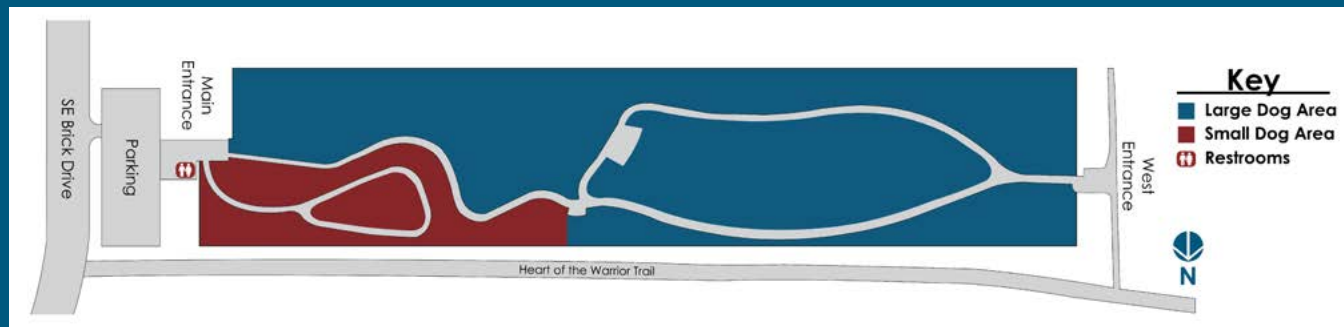 SE Brick Drive
Parking
Main
Entrance
Heart of the Warrior Trail
West
Entrance
Key
Large Dog Area
Small Dog Area
Restrooms
N